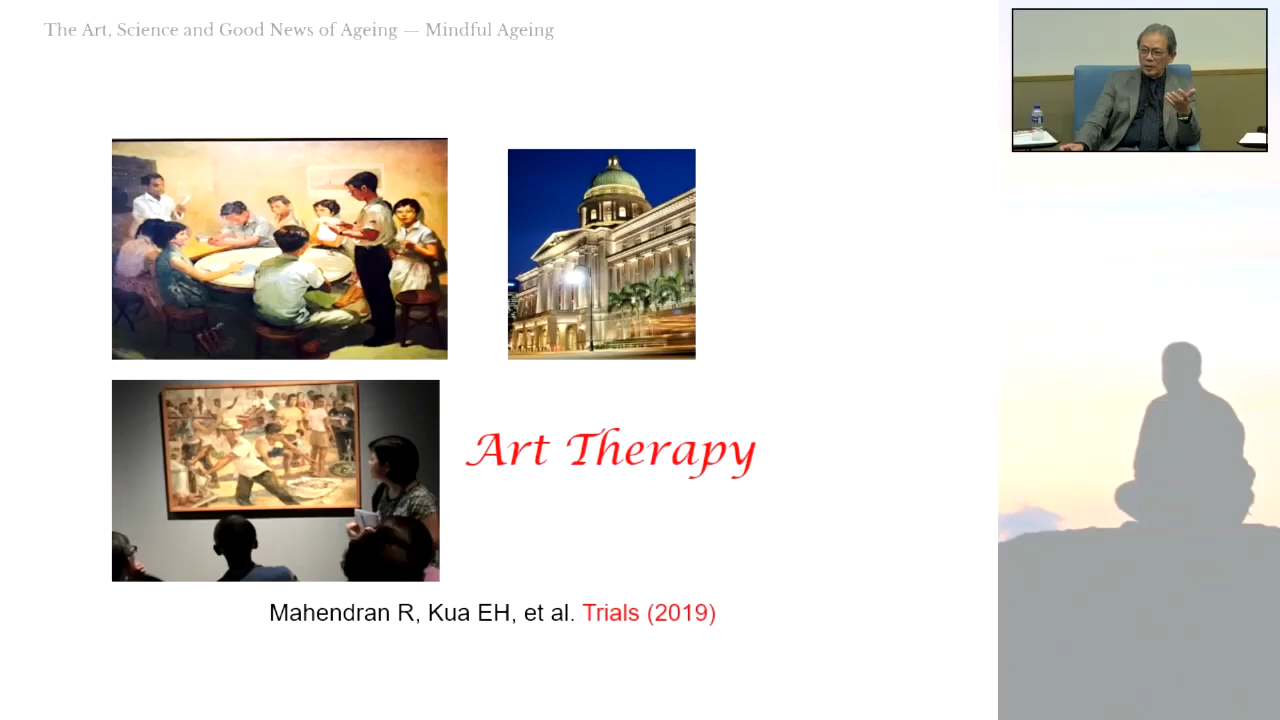 The Art, Science and Good News of Ageing — Mindful Ageing
Art Therapy
Mahendran R, Kua EH, et al. Trials (2019)